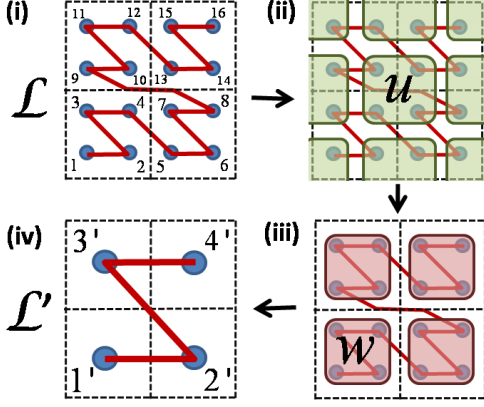 (i)
11 12 15 16
9 10 13 14
3 4 7 8
1 2 5 6
ℒ
(ii)
u
(iii)
w
(iv)
3' 4'
1' 2'
ℒ'